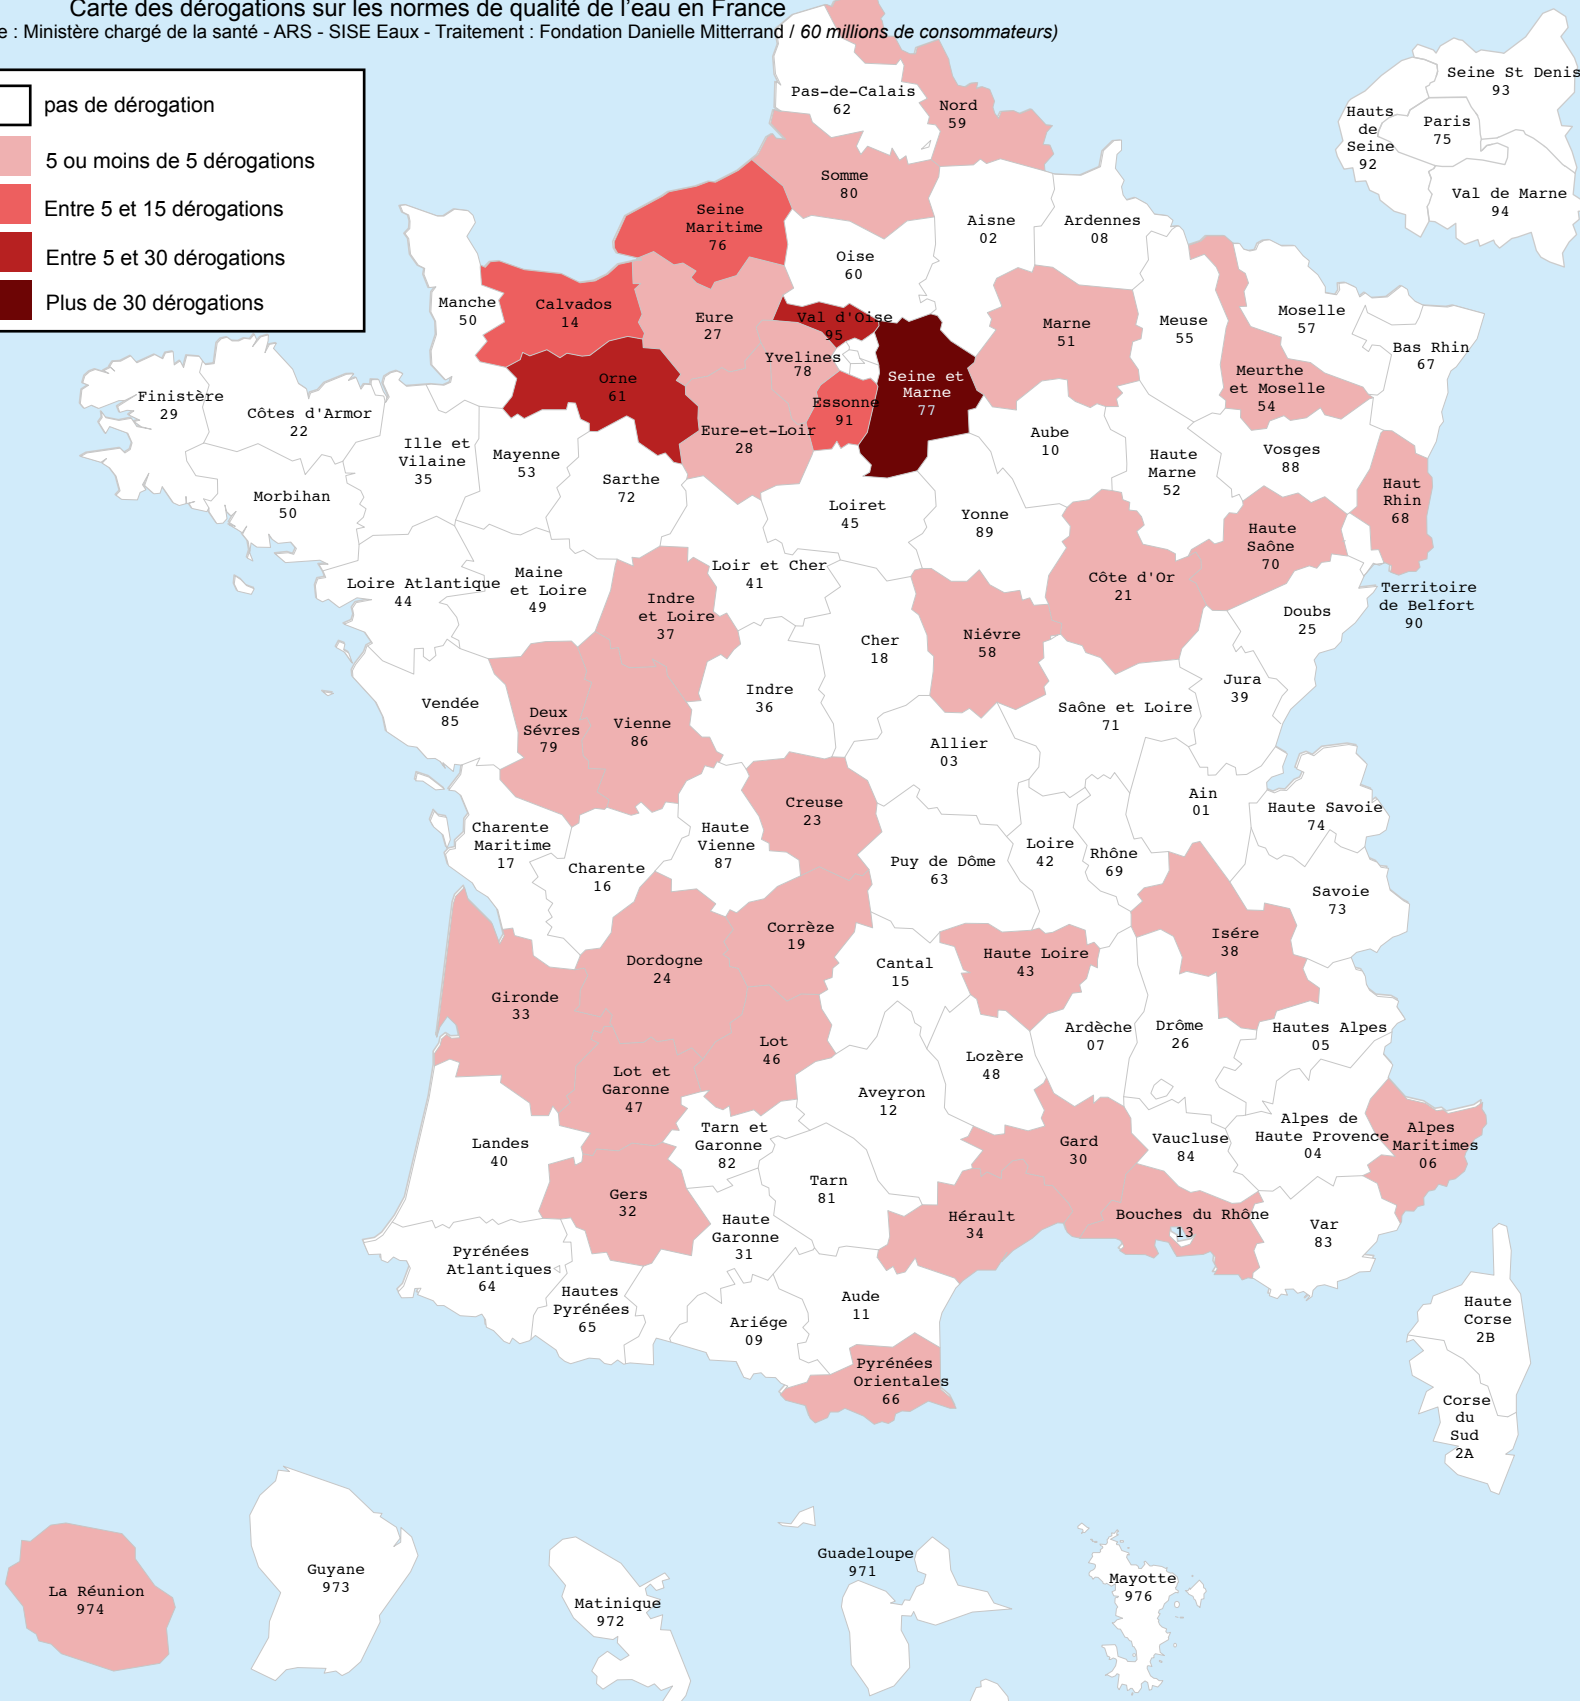 Carte des dérogations sur les normes de qualité de l'eau en France
e : Ministère chargé de la santé - ARS - SISE Eaux - Traitement : Fondation Danielle Mitterrand / 60 millions de consommateurs)
pas de dérogation
5 ou moins de 5 dérogations
Entre 5 et 15 dérogations
Entre 5 et 30 dérogations
Plus de 30 dérogations
Seine St Denis
93
Hauts
de
Seine
92
Paris
75
Val de Marne
94
Pas-de-Calais
62
Nord
59
Somme
80
Seine
Maritime
76
Aisne
02
Ardennes
08
Oise
60
Manche
50
Calvados
14
Eure
27
Val d'Oise
95
Yvelines
78
Marne
51
Meuse
55
Moselle
57
Bas Rhin
67
Meurthe
et Moselle
54
Orne
61
Essonne
91
Seine et
Marne
77
Finistère
29
Côtes d'Armor
22
Ille et
Vilaine
35
Mayenne
53
Eure-et-Loir
28
Aube
10
Haute
Marne
52
Vosges
88
Haut
Rhin
68
Morbihan
50
Sarthe
72
Loiret
45
Yonne
89
Haute
Saône
70
Loire Atlantique
44
Maine
et Loire
49
Indre
et Loire
37
Loir et Cher
41
Côte d'Or
21
Territoire
de Belfort
90
Doubs
25
Cher
18
Niévre
58
Vendée
85
Deux
Sévres
79
Vienne
86
Indre
36
Saône et Loire
71
Jura
39
Allier
03
Creuse
23
Ain
01
Haute Savoie
74
Charente
Maritime
17
Charente
16
Haute
Vienne
87
Puy de Dôme
63
Loire
42
Rhône
69
Savoie
73
Corrèze
19
Isére
38
Gironde
33
Dordogne
24
Cantal
15
Haute Loire
43
Ardèche
07
Drôme
26
Hautes Alpes
05
Lot
46
Lot et
Garonne
47
Lozère
48
Aveyron
12
Landes
40
Tarn et
Garonne
82
Gard
30
Vaucluse
84
Alpes de
Haute Provence
04
Alpes
Maritimes
06
Gers
32
Tarn
81
Haute
Garonne
31
Hérault
34
Bouches du Rhône
13
Var
83
Pyrénées
Atlantiques
64
Hautes
Pyrénées
65
Ariége
09
Aude
11
Pyrénées
Orientales
66
Haute
Corse
2B
Corse
du
Sud
2A
La Réunion
974
Guyane
973
Matinique
972
Guadeloupe
971
Mayotte
976